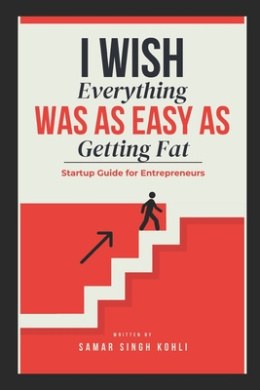 I WISH
Everything
WAS AS EASY AS
Getting Fat
Startup Guide for Entrepreneurs
WRITTEN BY
SAMAR SINGH KOHLI